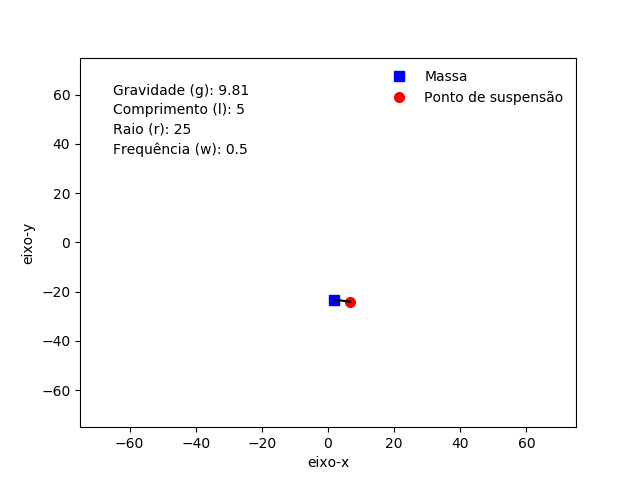 Gravidade (g): 9.81
Comprimento (l): 5
Raio (r): 25
Frequência (w): 0.5
Massa
Ponto de suspensão
60
40
20
0
−20
−40
−60
eixo-y
−60
−40
−20
0
20
40
60
eixo-x